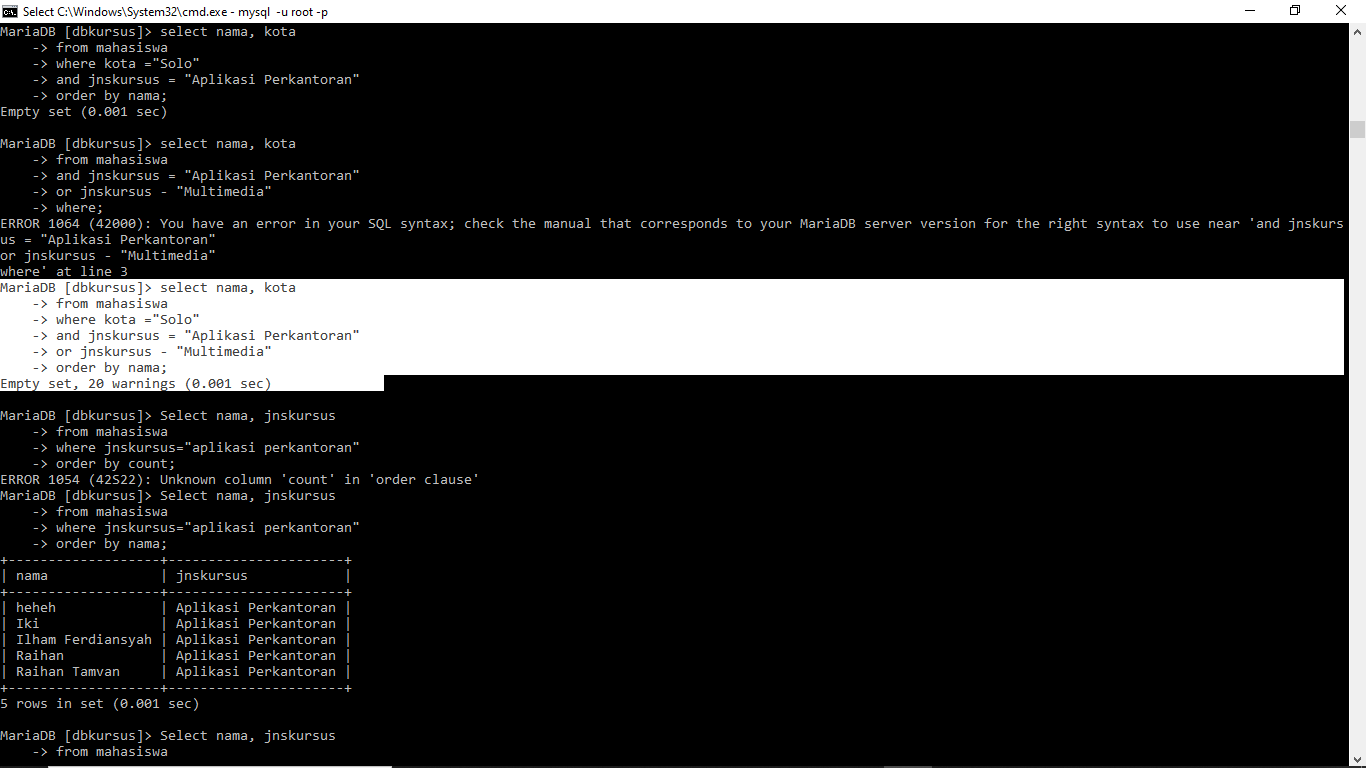 Select C:\Windows\System32\cmd.exe - mysql  -u root -p
MariaDB [dbkursus]> select nama, kota
    -> from mahasiswa
    -> where kota ="Solo"
    -> and jnskursus = "Aplikasi Perkantoran"
    -> order by nama;
Empty set (0.001 sec)

MariaDB [dbkursus]> select nama, kota
    -> from mahasiswa
    -> and jnskursus = "Aplikasi Perkantoran"
    -> or jnskursus - "Multimedia"
    -> where;
ERROR 1064 (42000): You have an error in your SQL syntax; check the manual that corresponds to your MariaDB server version for the right syntax to use near 'and jnskurs
us = "Aplikasi Perkantoran"
or jnskursus - "Multimedia"
where' at line 3
MariaDB [dbkursus]> select nama, kota
    -> from mahasiswa
    -> where kota ="Solo"
    -> and jnskursus = "Aplikasi Perkantoran"
    -> or jnskursus - "Multimedia"
    -> order by nama;
Empty set, 20 warnings (0.001 sec)

MariaDB [dbkursus]> Select nama, jnskursus
    -> from mahasiswa
    -> where jnskursus="aplikasi perkantoran"
    -> order by count;
ERROR 1054 (42S22): Unknown column 'count' in 'order clause'
MariaDB [dbkursus]> Select nama, jnskursus
    -> from mahasiswa
    -> where jnskursus="aplikasi perkantoran"
    -> order by nama;
+-------------------+----------------------+
| nama              | jnskursus            |
+-------------------+----------------------+
| heheh             | Aplikasi Perkantoran |
| Iki               | Aplikasi Perkantoran |
| Ilham Ferdiansyah | Aplikasi Perkantoran |
| Raihan            | Aplikasi Perkantoran |
| Raihan Tamvan     | Aplikasi Perkantoran |
+-------------------+----------------------+
5 rows in set (0.001 sec)

MariaDB [dbkursus]> Select nama, jnskursus
    -> from mahasiswa